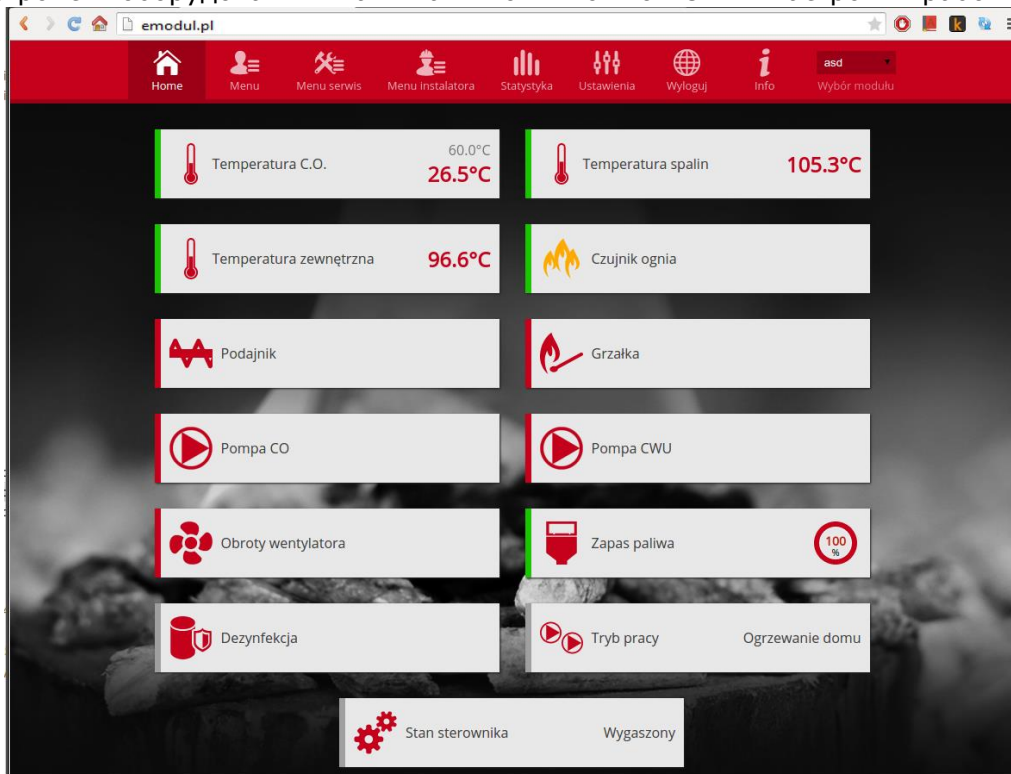 emodul.pl
Home
Menu
Menu serwis
Menu instalatora
Statystyka
Ustawienia
Wyloguj
Info
asd
Wybór modułu
Temperatura C.O.
60.0°C
26.5°C
Temperatura spalin
105.3°C
Temperatura zewnętrzna
96.6°C
Czujnik ognia
Podajnik
Grzałka
Pompa CO
Pompa CWU
Obroty wentylatora
Zapas paliwa
100
%
Dezynfekcja
Tryb pracy
Ogrzewanie domu
Stan sterownika
Wygaszony